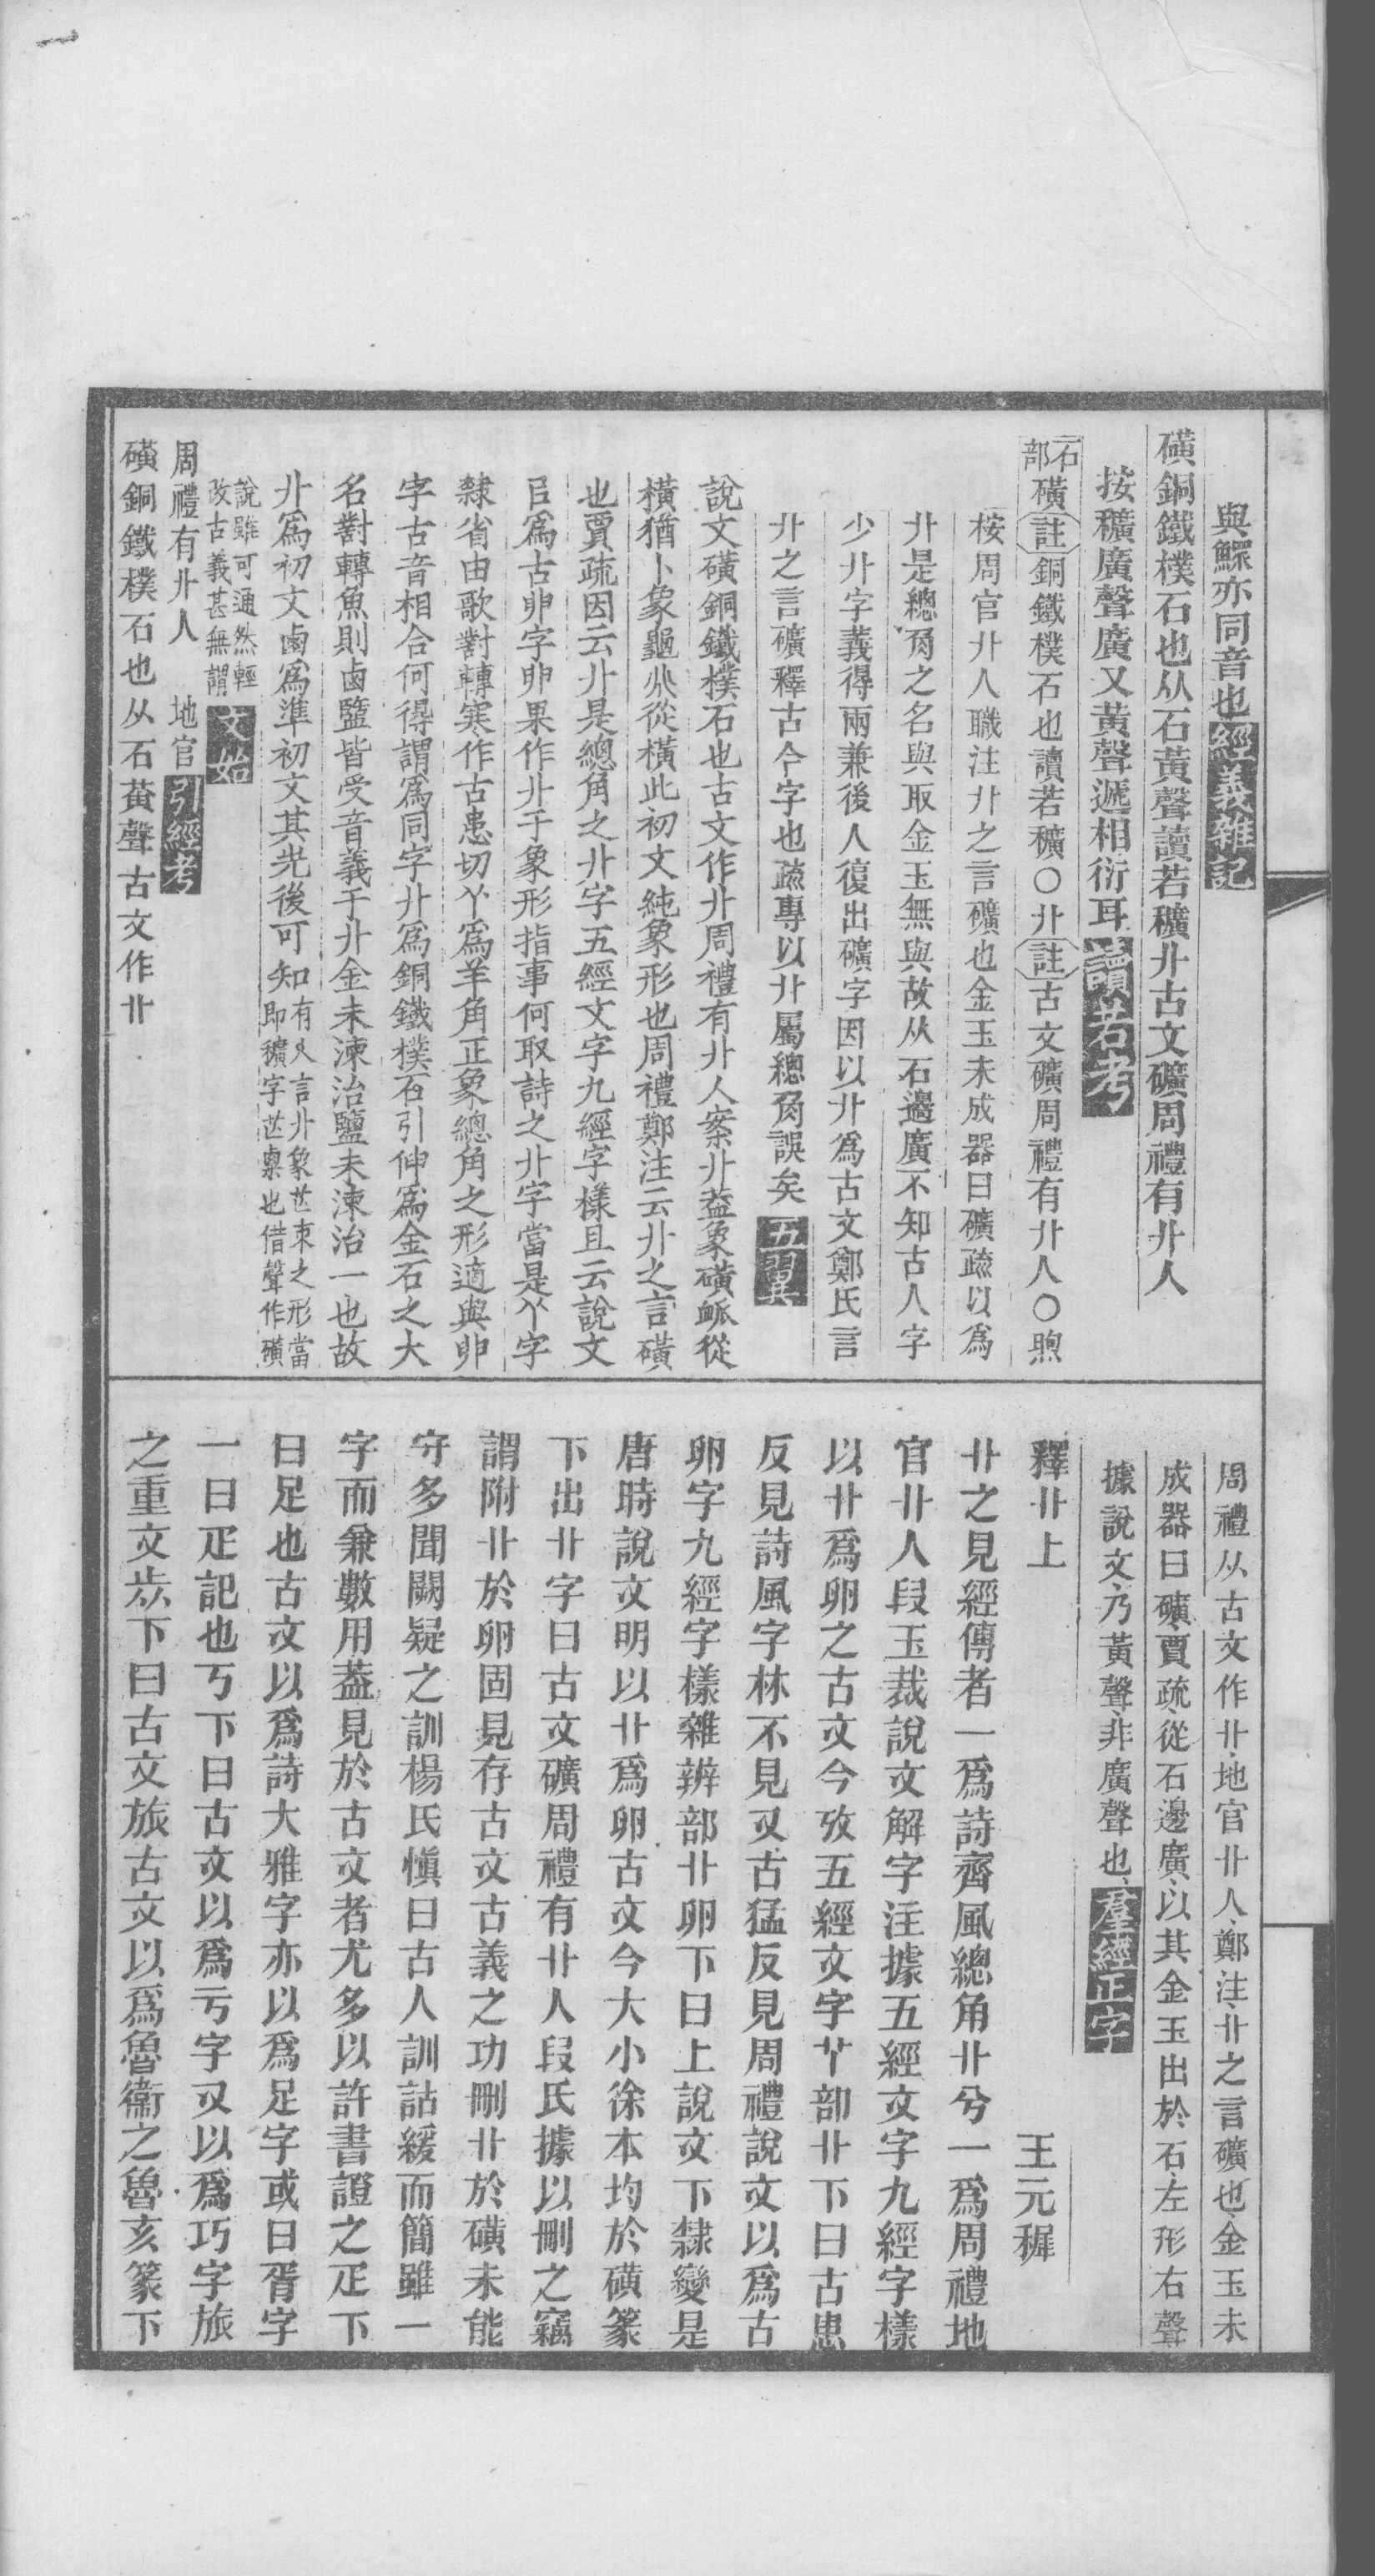 與鰥亦同音也經義雜記
磺銅鐵樸石也从石黃聲讀若穬丱古文礦周禮有丱人
按穬廣聲廣又黃聲遞相衍耳讀若考
石部磺註銅鐵樸石也讀若穬○丱註古文礦周禮有丱人○煦
桉周官丱人職注丱之言礦也金玉未成器曰礦疏以爲
丱是總角之名與取金玉無與故从石邊廣不知古人字
少丱字義得兩兼後人復出礦字因以丱爲古文鄭氏言
丱之言礦釋古今字也疏專以丱屬總角誤矣五翼
說文磺銅鐵樸石也古文作丱周禮有丱人案丱葢象磺脈從
橫猶卜象龜兆從橫此初文純象形也周禮鄭注云丱之言磺
也賈疏因云丱是總角之丱字五經文字九經字樣且云說文
㠯爲古卵字卵果作丱于象形指事何取詩之丱字當是丫字
隸省由歌對轉寒作古患切丫爲羊角正象總角之形適與卵
字古音相合何得謂爲同字丱爲銅鐵樸石引伸爲金石之大
名對轉魚則鹵鹽皆受音義于丱金未湅治鹽未湅治一也故
丱爲初文鹵爲準初文其先後可知有人言丱象芒朿之形當
即穬字芒粟也借聲作磺
說雖可通然輕
改古義甚無謂文始
周禮有丱人 地官引經考
磺銅鐵樸石也从石黃聲古文作丱
周禮从古文作丱地官丱人鄭注丱之言礦也金玉未
成器曰礦賈疏從石邊廣以其金玉出於石左形右聲
據說文乃黃聲非廣聲也羣經正字
釋丱上 王元穉
丱之見經傳者一爲詩齊風總角丱兮一爲周禮地
官丱人段玉裁說文解字注據五經文字九經字樣
以丱爲卵之古文今攷五經文字丫部丱下曰古患
反見詩風字林不見又古猛反見周禮說文以爲古
卵字九經字樣雜辨部丱卵下曰上說文下隸變是
唐時說文明以丱爲卵古文今大小徐本均於磺篆
下出丱字曰古文礦周禮有丱人段氏據以刪之竊
謂附丱於卵固見存古文古義之功刪丱於磺未能
守多聞闕疑之訓楊氏愼曰古人訓詁緩而簡雖一
字而兼數用葢見於古文者尤多以許書證之疋下
曰足也古文以爲詩大雅字亦以爲足字或曰胥字
一曰疋記也丂下曰古文以爲亏字又以爲巧字旅
之重文𣥏下曰古文旅古文以爲魯衞之魯亥篆下